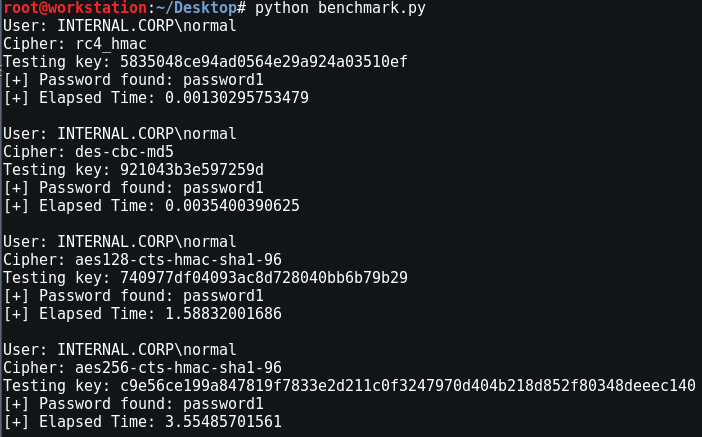 root@workstation:~/Desktop# python benchmark.py
User: INTERNAL.CORP\normal
Cipher: rc4_hmac
Testing key: 5835048ce94ad0564e29a924a03510ef
[+] Password found: password1
[+] Elapsed Time: 0.00130295753479
User: INTERNAL.CORP\normal
Cipher: des-cbc-md5
Testing key: 921043b3e597259d
[+] Password found: password1
[+] Elapsed Time: 0.0035400390625
User: INTERNAL.CORP\normal
Cipher: aes128-cts-hmac-sha1-96
Testing key: 740977df04093ac8d728040bb6b79b29
[+] Password found: password1
[+] Elapsed Time: 1.58832001686
User: INTERNAL.CORP\normal
Cipher: aes256-cts-hmac-sha1-96
Testing key: c9e56ce199a847819f7833e2d211c0f3247970d404b218d852f80348deeec140
[+] Password found: password1
[+] Elapsed Time: 3.55485701561